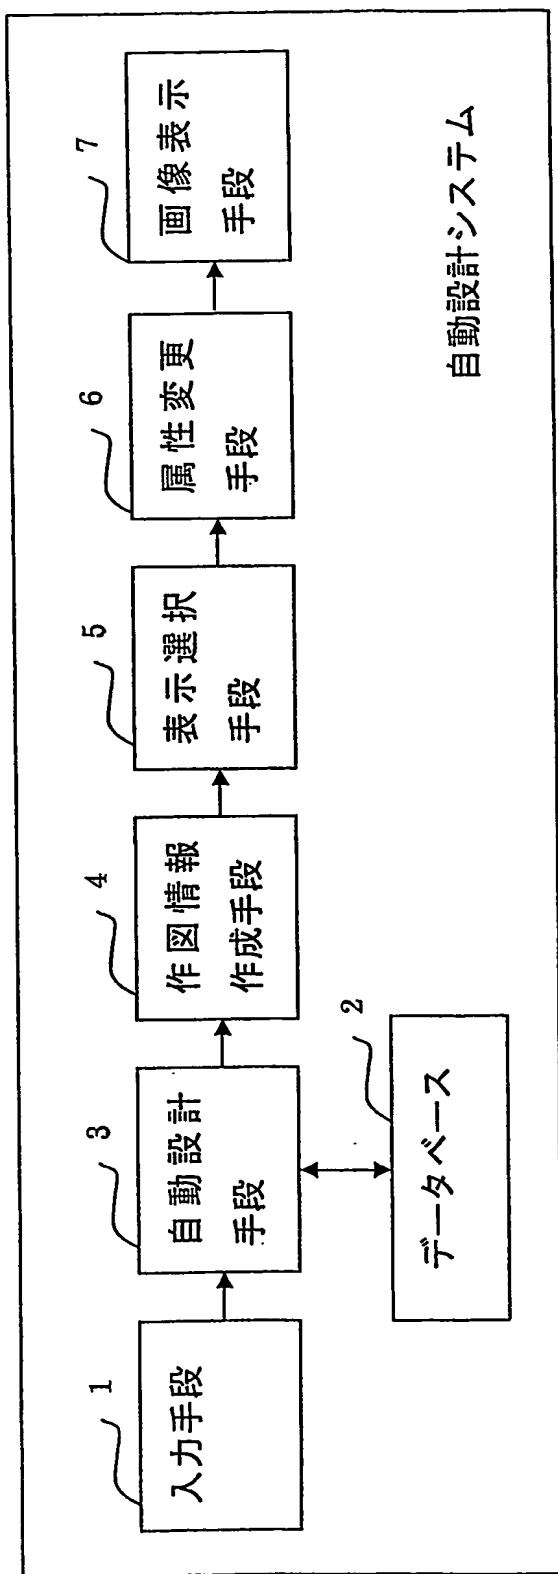 1
入力手段
3
自動設計
手段
2
データベース
4
作図情報
作成手段
5
表示選択
手段
6
属性変更
手段
7
画像表示
手段
自動設計システム